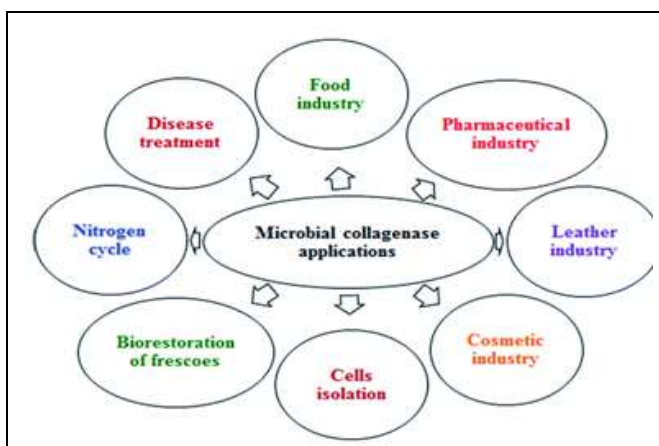 Food
industry
Disease
treatment
Pharmaceutical
industry
Nitrogen
cycle
Microbial collagenase
applications
Leather
industry
Biorestoration
of frescoes
Cells
isolation
Cosmetic
industry